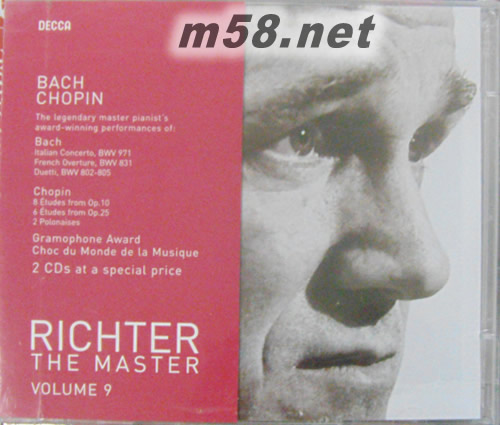 m58.net
DECCA
BACH
CHOPIN
The legendary master pianist's
award-winning performances of:
Bach
Italian Concerto, BWV 971
French Overture, BWV 831
Duetti, BWV 802-805
Chopin
8 Études from Op.10
6 Études from Op.25
2 Polonaises
Gramophone Award
Choc du Monde de la Musique
2 CDs at a special price
RICHTER
THE MASTER
VOLUME 9